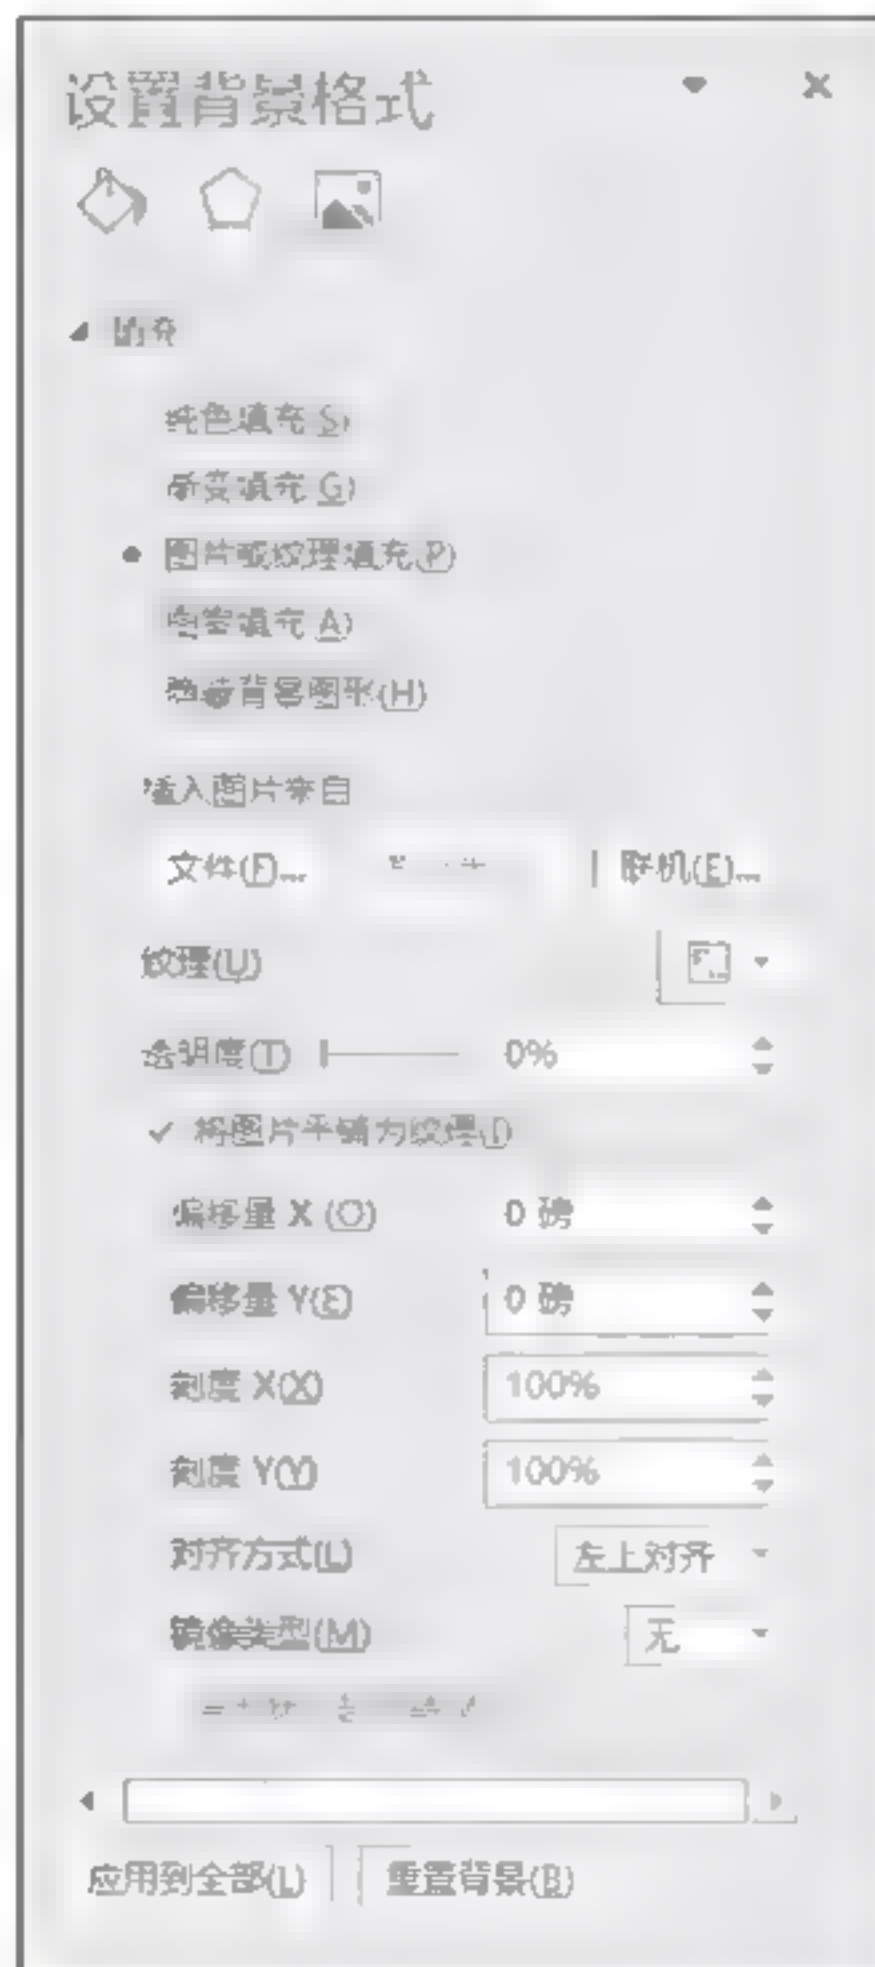 设置背景格式
填充
纯色填充(S)
渐变填充(G)
图片或纹理填充(P)
图案填充(A)
隐藏背景图形(H)
插入图片来自
文件(F)... 联机(E)...
纹理(U)
透明度(T) 0%
将图片平铺为纹理(I)
偏移量 X (O) 0 磅
偏移量 Y(E) 0 磅
刻度 X(X) 100%
刻度 Y(Y) 100%
对齐方式(L) 左上对齐
镜像类型(M) 无
应用到全部(L) 重置背景(B)